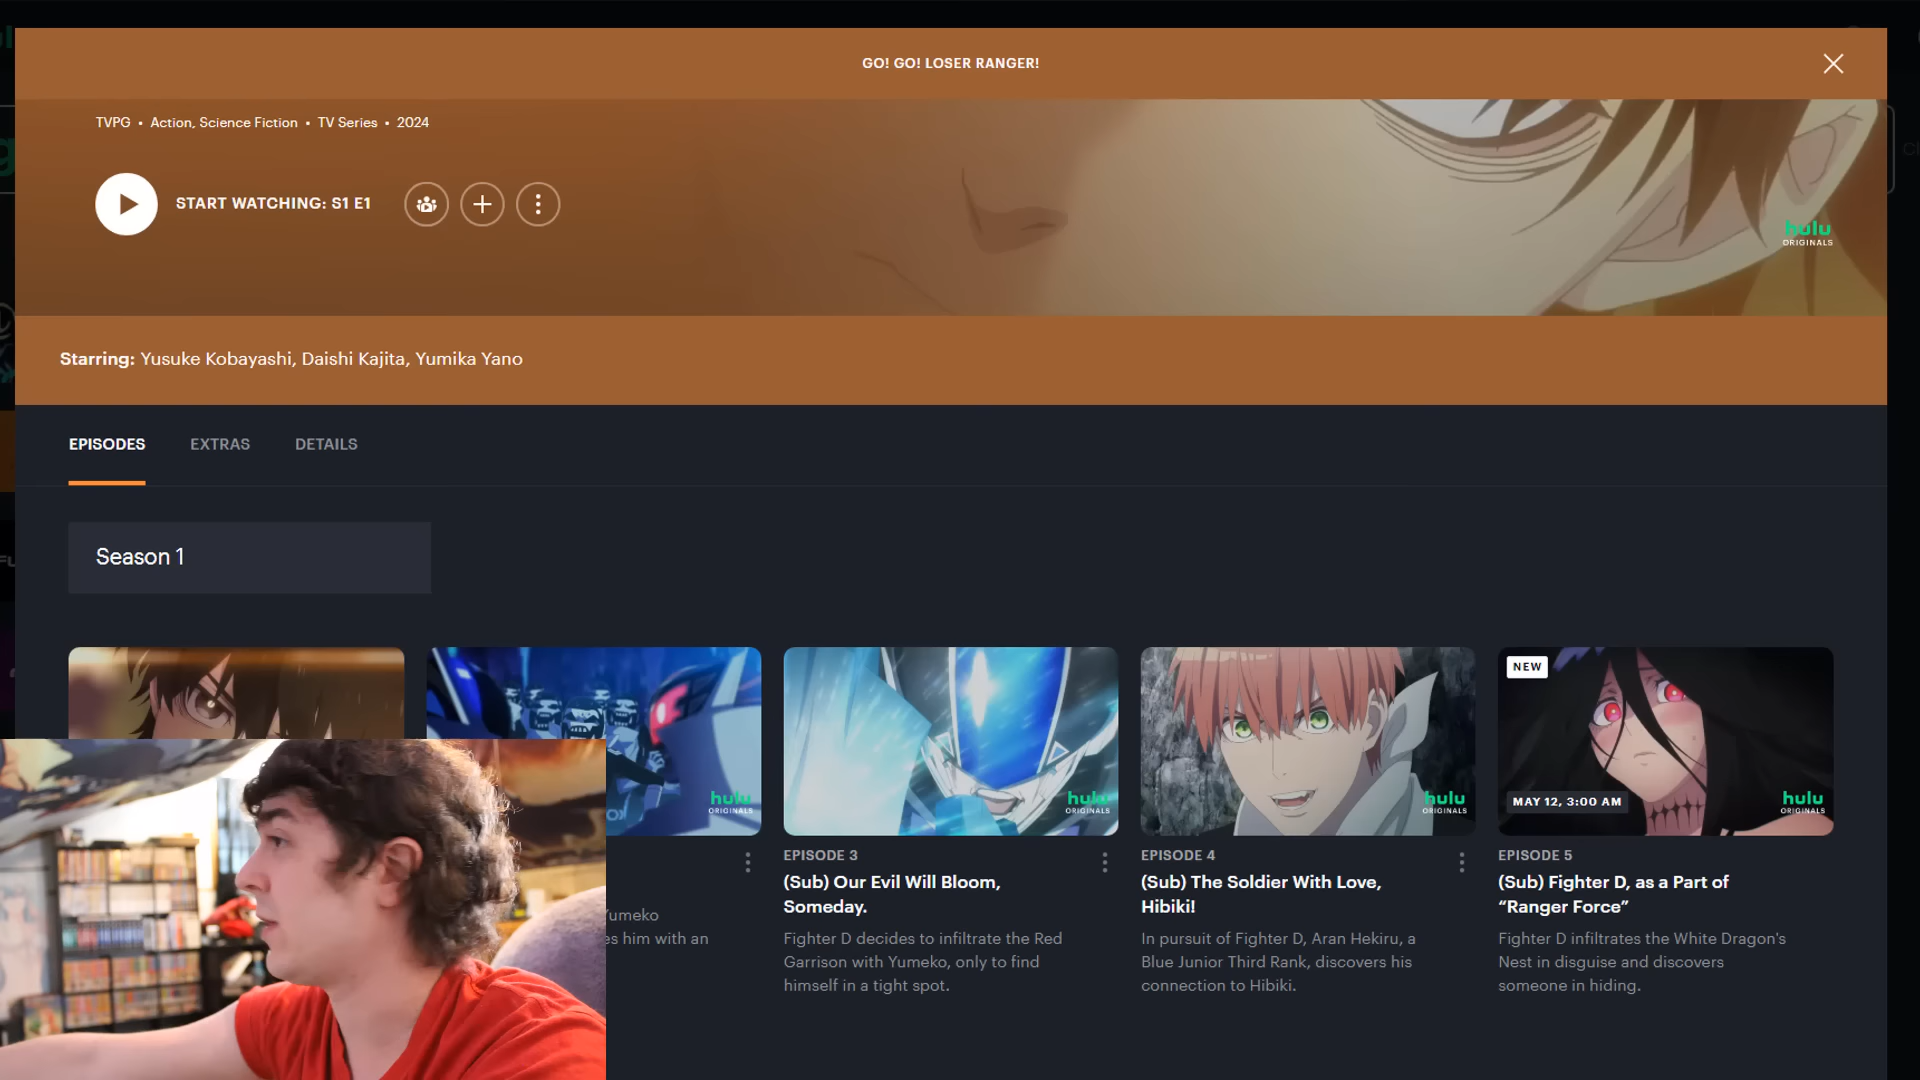 GO! GO! LOSER RANGER!
TVPG • Action, Science Fiction • TV Series • 2024
START WATCHING: S1 E1
hulu
ORIGINALS
Starring: Yusuke Kobayashi, Daishi Kajita, Yumika Yano
EPISODES
EXTRAS
DETAILS
Season 1
hulu
ORIGINALS
Yumeko
es him with an
hulu
ORIGINALS
EPISODE 3
(Sub) Our Evil Will Bloom,
Someday.
Fighter D decides to infiltrate the Red
Garrison with Yumeko, only to find
himself in a tight spot.
hulu
ORIGINALS
EPISODE 4
(Sub) The Soldier With Love,
Hibiki!
In pursuit of Fighter D, Aran Hekiru, a
Blue Junior Third Rank, discovers his
connection to Hibiki.
NEW
MAY 12, 3:00 AM
hulu
ORIGINALS
EPISODE 5
(Sub) Fighter D, as a Part of
“Ranger Force”
Fighter D infiltrates the White Dragon's
Nest in disguise and discovers
someone in hiding.